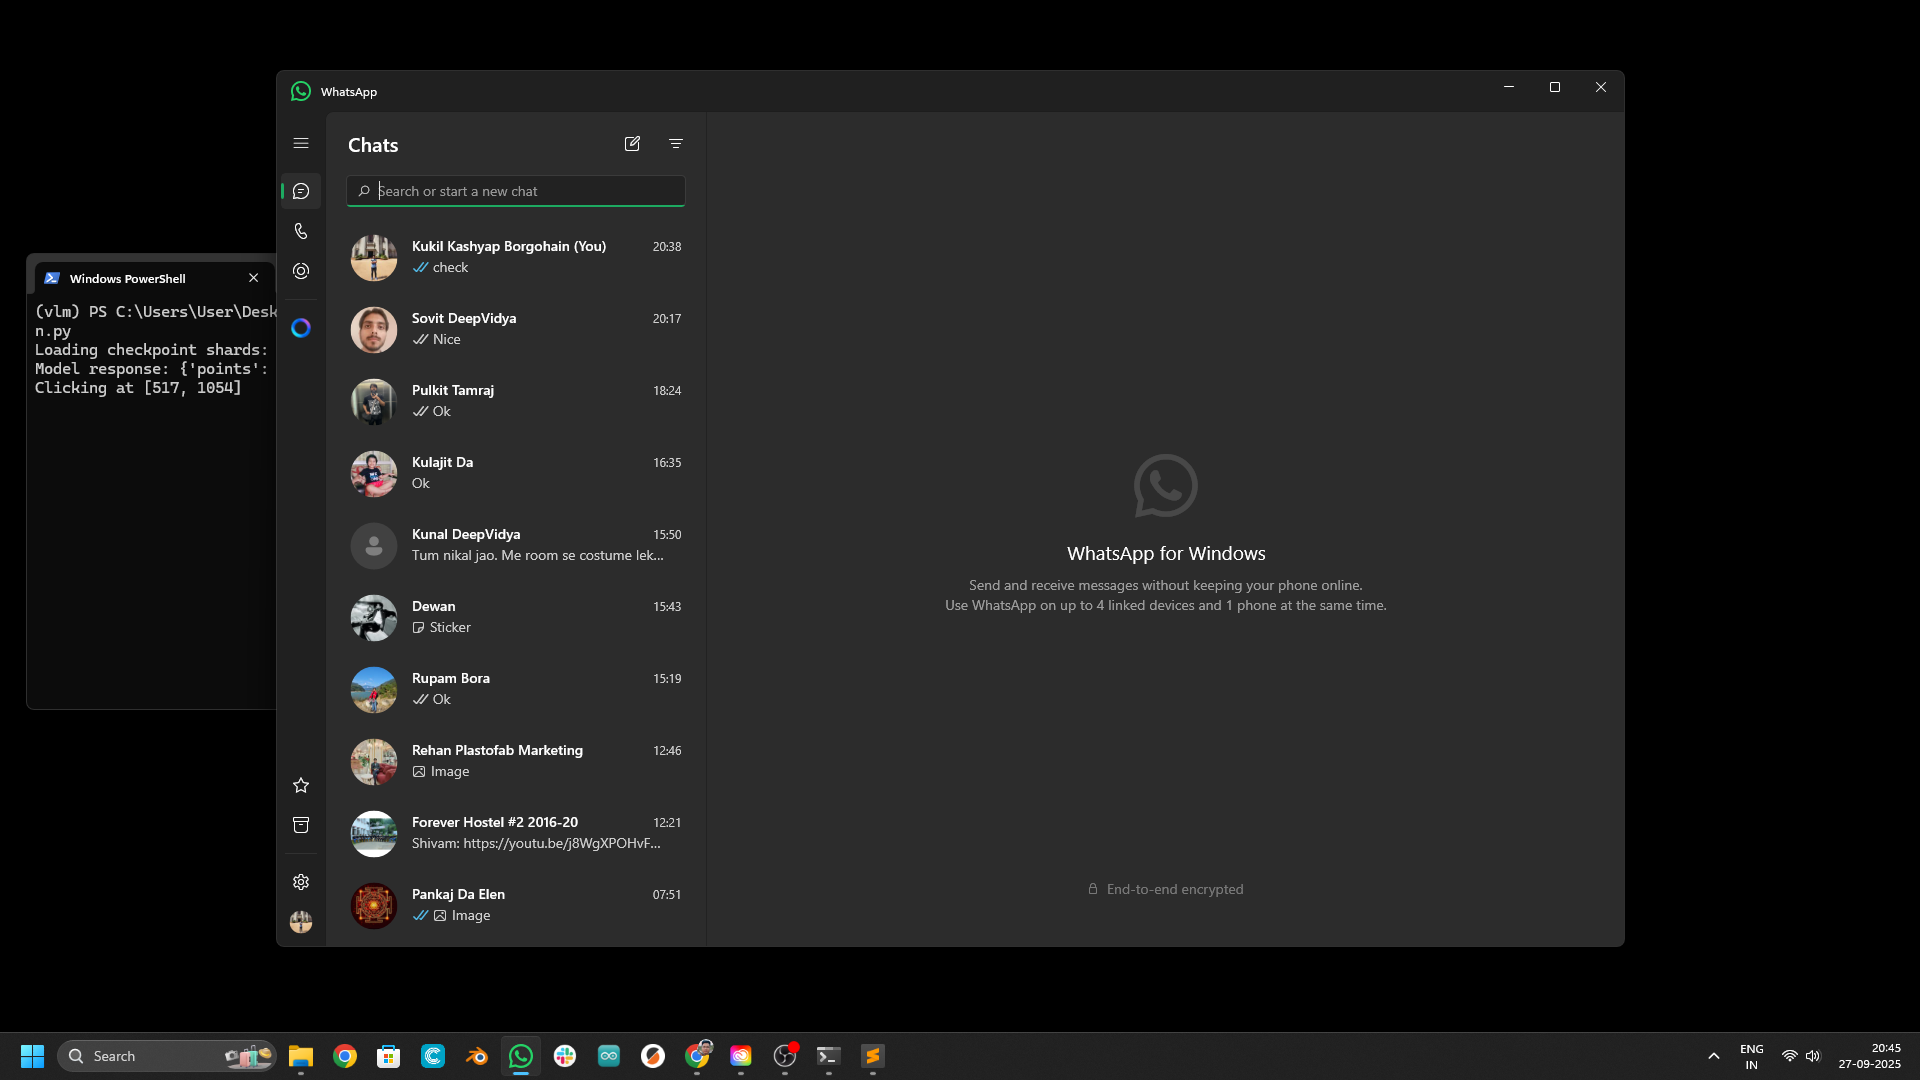 WhatsApp
Chats
Search or start a new chat
Kukil Kashyap Borgohain (You) 20:38
check
Sovit DeepVidya 20:17
Nice
Pulkit Tamraj 18:24
Ok
Kulajit Da 16:35
Ok
Kunal DeepVidya 15:50
Tum nikal jao. Me room se costume lek...
Dewan 15:43
Sticker
Rupam Bora 15:19
Ok
Rehan Plastofab Marketing 12:46
Image
Forever Hostel #2 2016-20 12:21
Shivam: https://youtu.be/j8WgXPOHvF...
Pankaj Da Elen 07:51
Image
WhatsApp for Windows
Send and receive messages without keeping your phone online.
Use WhatsApp on up to 4 linked devices and 1 phone at the same time.
End-to-end encrypted
Windows PowerShell
(vlm) PS C:\Users\User\Desk
n.py
Loading checkpoint shards:
Model response: {'points':
Clicking at [517, 1054]
Search
ENG
IN
20:45
27-09-2025